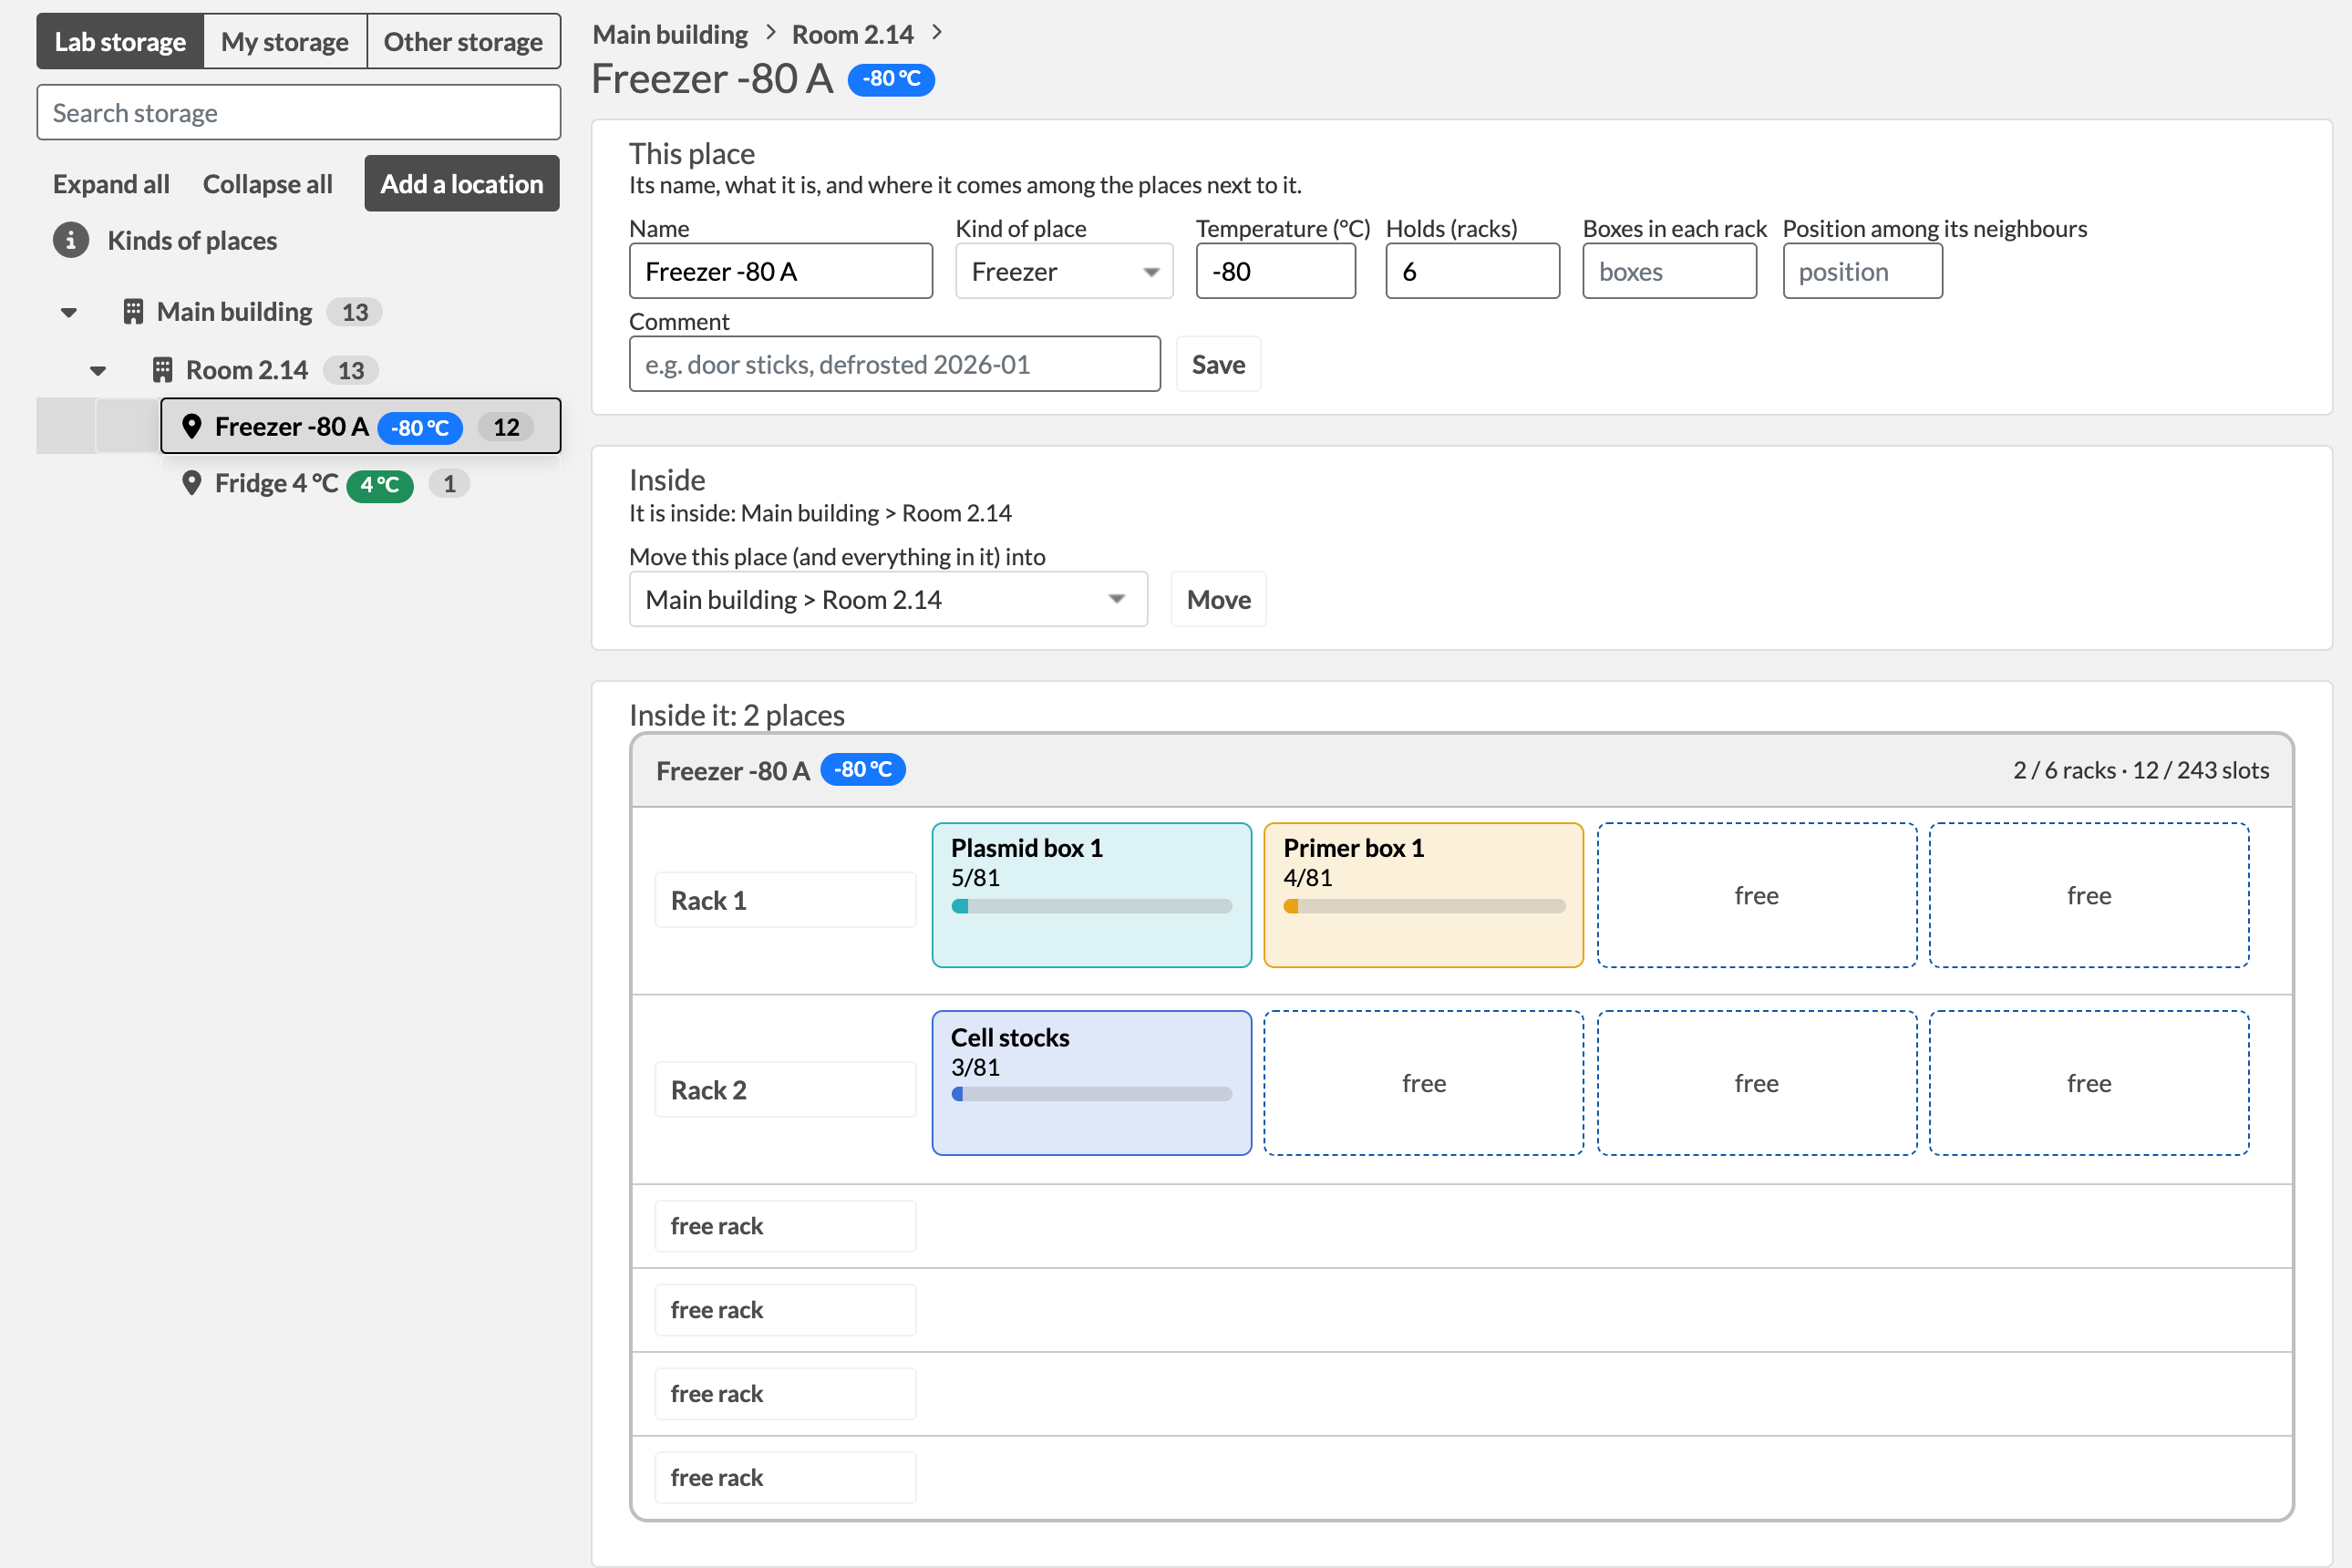 Lab storage My storage Other storage
Search storage
Expand all Collapse all Add a location
Kinds of places
Main building 13
Room 2.14 13
Freezer -80 A -80 °C 12
Fridge 4 °C 4 °C 1
Main building > Room 2.14 >
Freezer -80 A -80 °C
This place
Its name, what it is, and where it comes among the places next to it.
Name Kind of place Temperature (°C) Holds (racks) Boxes in each rack Position among its neighbours
Freezer -80 A Freezer -80 6 boxes position
Comment
e.g. door sticks, defrosted 2026-01 Save
Inside
It is inside: Main building > Room 2.14
Move this place (and everything in it) into
Main building > Room 2.14 Move
Inside it: 2 places
Freezer -80 A -80 °C 2 / 6 racks · 12 / 243 slots
Rack 1
Plasmid box 1
5/81
Primer box 1
4/81
free
free
Rack 2
Cell stocks
3/81
free
free
free
free rack
free rack
free rack
free rack